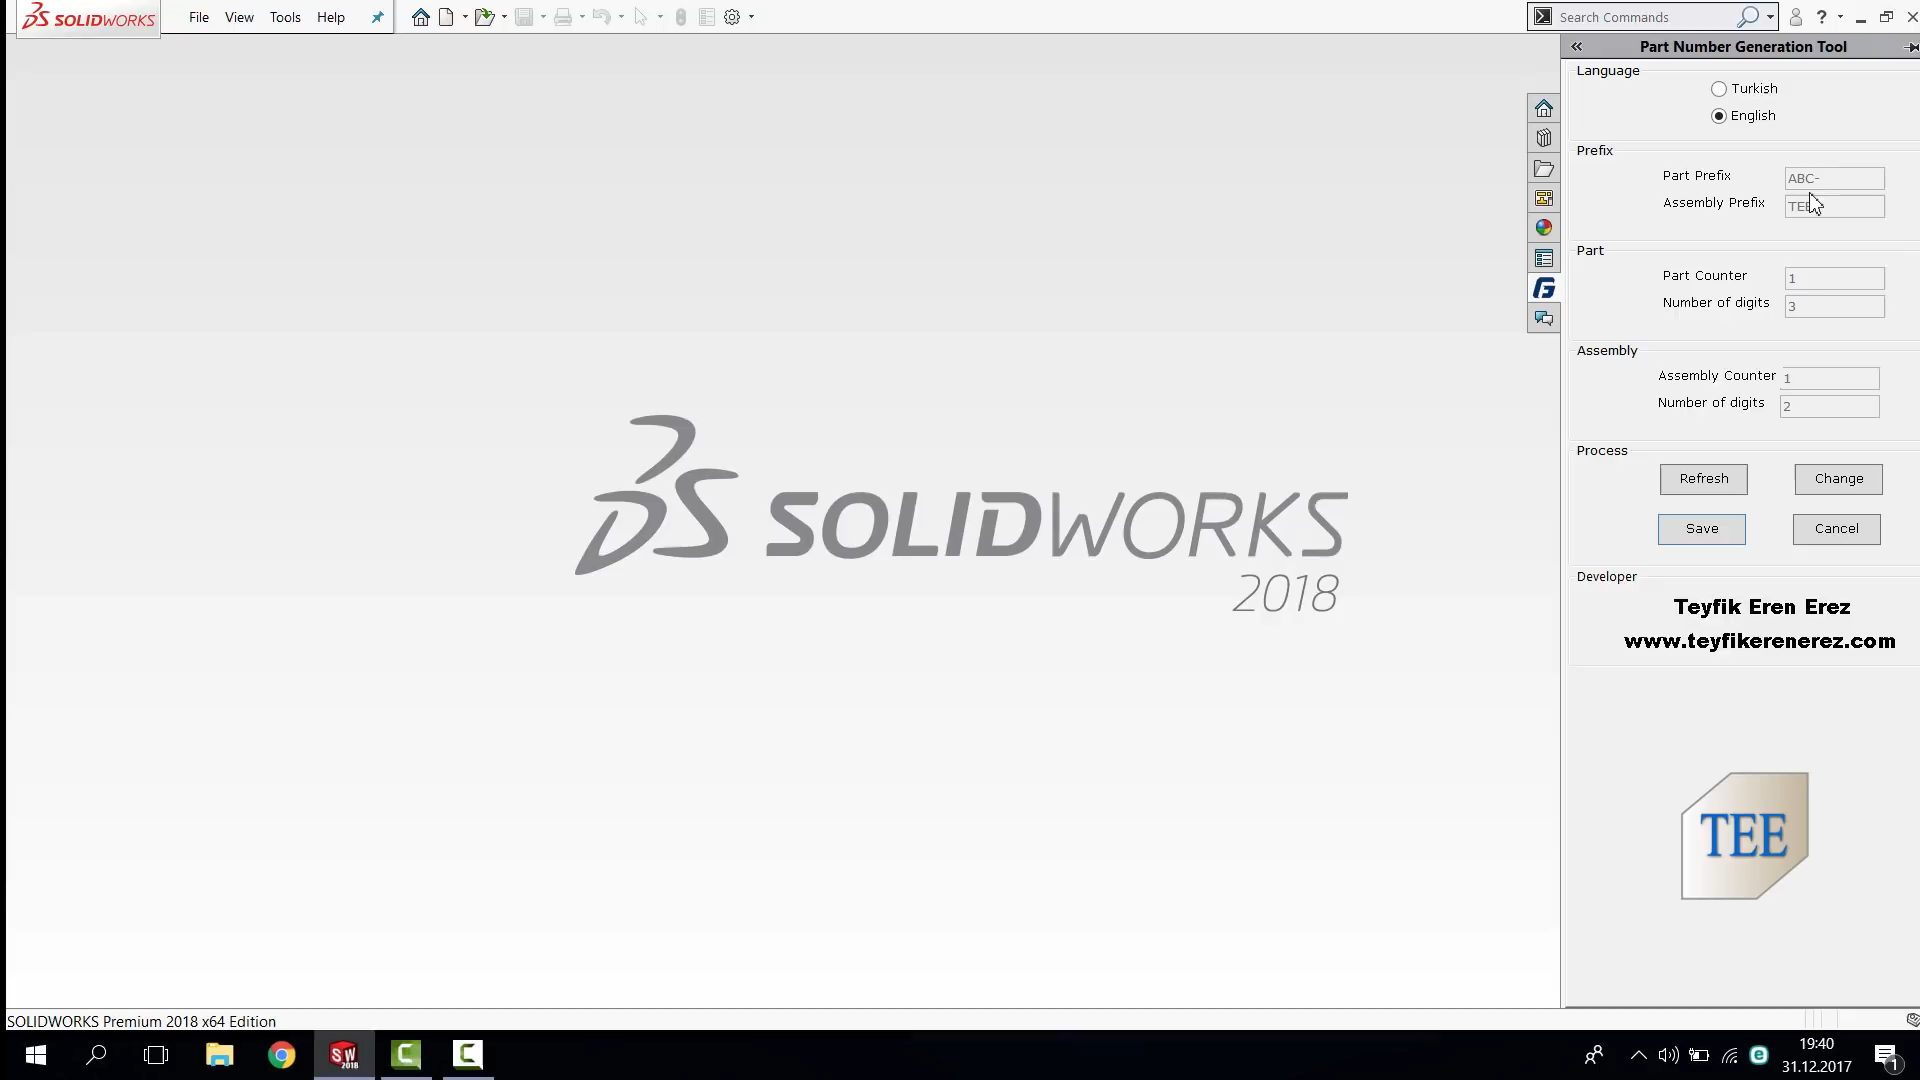 SOLIDWORKS File View Tools Help Search Commands ?
Part Number Generation Tool
Language
Turkish
English
Prefix
Part Prefix ABC-
Assembly Prefix
Part
Part Counter 1
Number of digits 3
Assembly
Assembly Counter 1
Number of digits 2
Process
Refresh Change
Save Cancel
Developer
Teyfik Eren Erez
www.teyfikerenerez.com
TEE
SOLIDWORKS
2018
SOLIDWORKS Premium 2018 x64 Edition
SW
2018
19:40
31.12.2017
1